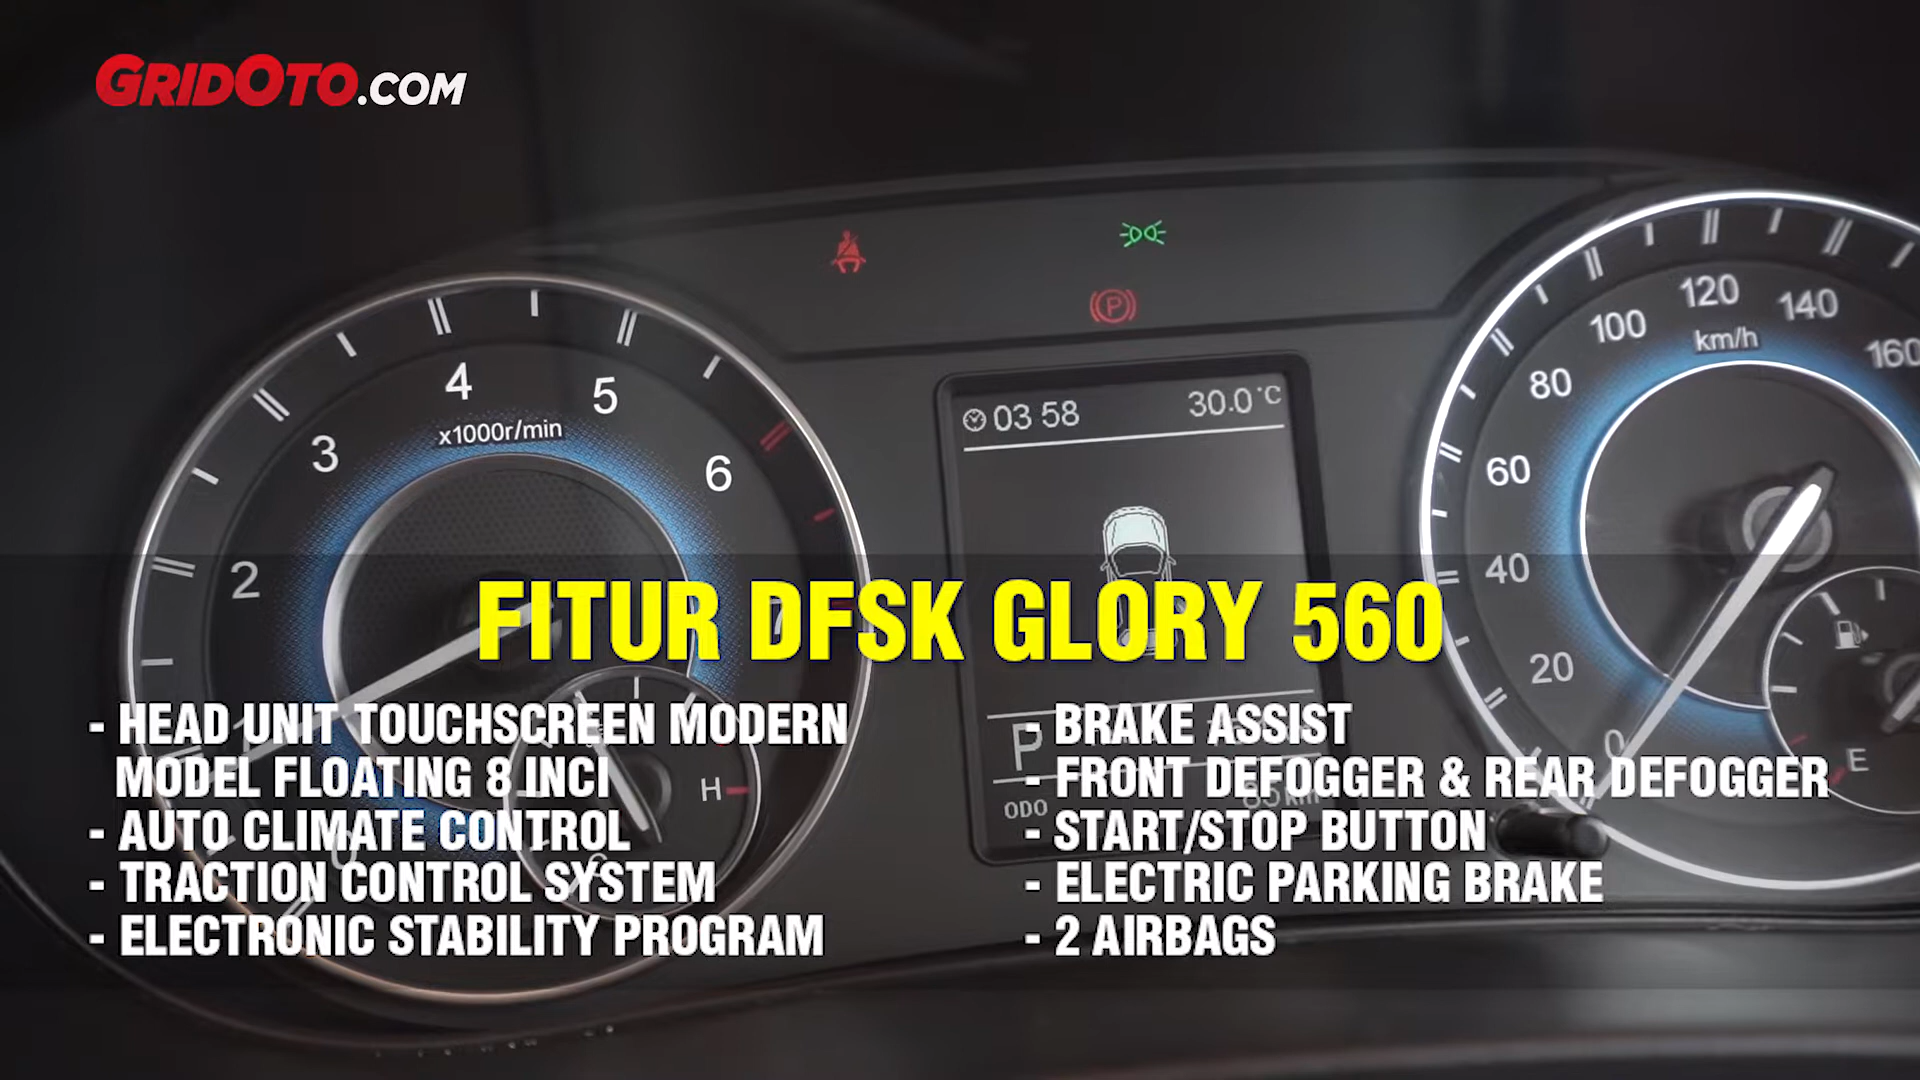 GRIDOTO.COM
4
5
x1000r/min
3
6
2
03 58
30.0 °C
120
100
140
km/h
160
80
60
40
20
0
E
H
P
ODO
FITUR DFSK GLORY 560
- HEAD UNIT TOUCHSCREEN MODERN
MODEL FLOATING 8 INCI
- AUTO CLIMATE CONTROL
- TRACTION CONTROL SYSTEM
- ELECTRONIC STABILITY PROGRAM
- BRAKE ASSIST
- FRONT DEFOGGER & REAR DEFOGGER
- START/STOP BUTTON
- ELECTRIC PARKING BRAKE
- 2 AIRBAGS